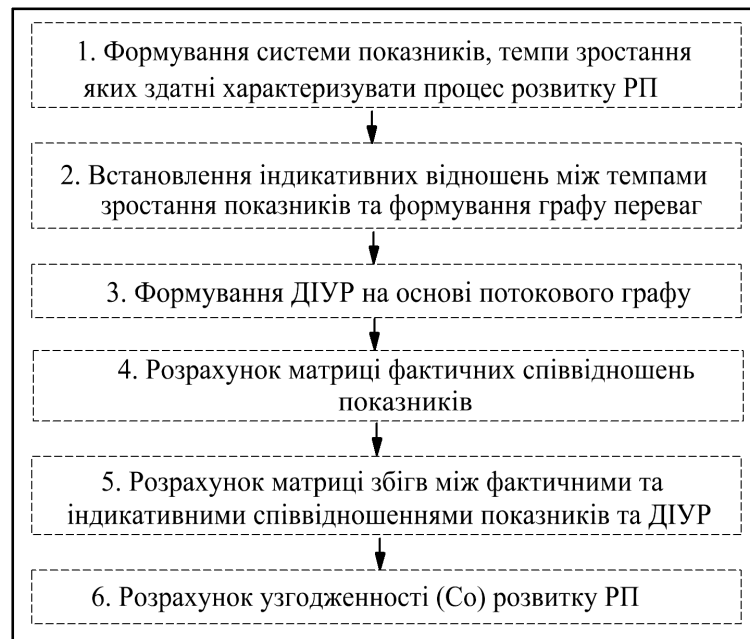 1. Формування системи показників, темпи зростання
яких здатні характеризувати процес розвитку РП
2. Встановлення індикативних відношень між темпами
зростання показників та формування графу переваг
3. Формування ДІУР на основі потокового графу
4. Розрахунок матриці фактичних співвідношень
показників
5. Розрахунок матриці збігв між фактичними та
індикативними співвідношеннями показників та ДІУР
6. Розрахунок узгодженності (Со) розвитку РП